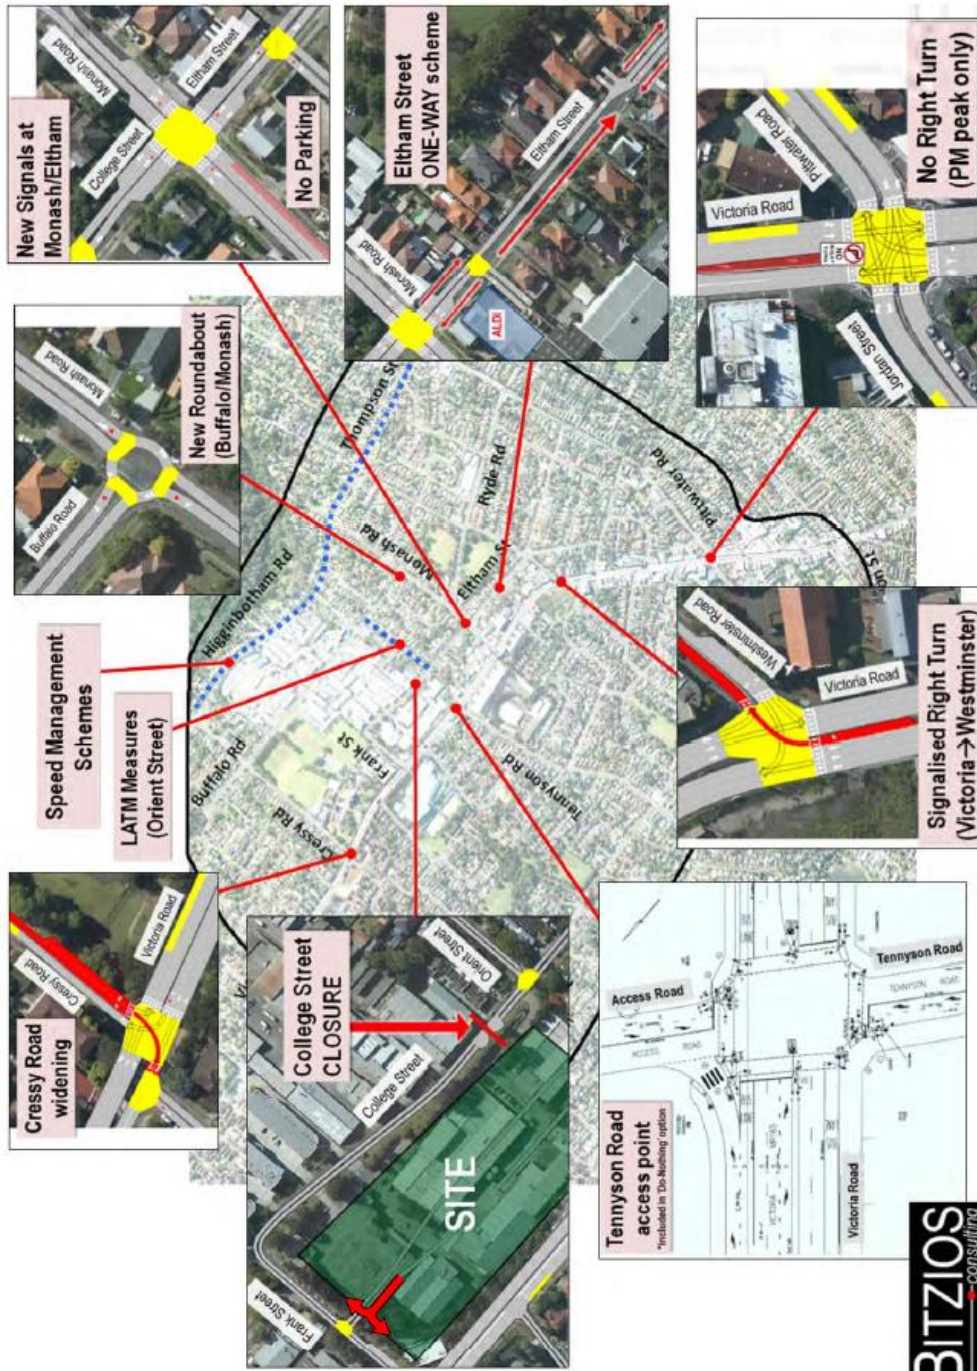 Cressy Road
widening
Cressy Road
Victoria Road
Speed Management
Schemes
LATM Measures
(Orient Street)
Buffalo Road
Monash Road
New Roundabout
(Buffalo/Monash)
New Signals at
Monash/Eltham
Monash Road
College Street
Eltham Street
No Parking
College Street
CLOSURE
Frank Street
College Street
Orient Street
SITE
Higginbotham Rd
Thompson St
Buffalo Rd
Monash Rd
Frank St
Cressy Rd
Eltham St
Ryde Rd
Tennyson Rd
Pittwater Rd
Eltham Street
ONE-WAY scheme
Monash Road
Eltham Street
ALDI
Tennyson Road
access point
*Included in 'Do-Nothing' option
Access Road
ACCESS ROAD
Victoria Road
VICTORIA
Tennyson Road
TENNYSON
Westminster Road
Victoria Road
Signalised Right Turn
(Victoria→Westminster)
Victoria Road
Pittwater Road
NO
Jordan Street
No Right Turn
(PM peak only)
BITZIOS
consulting